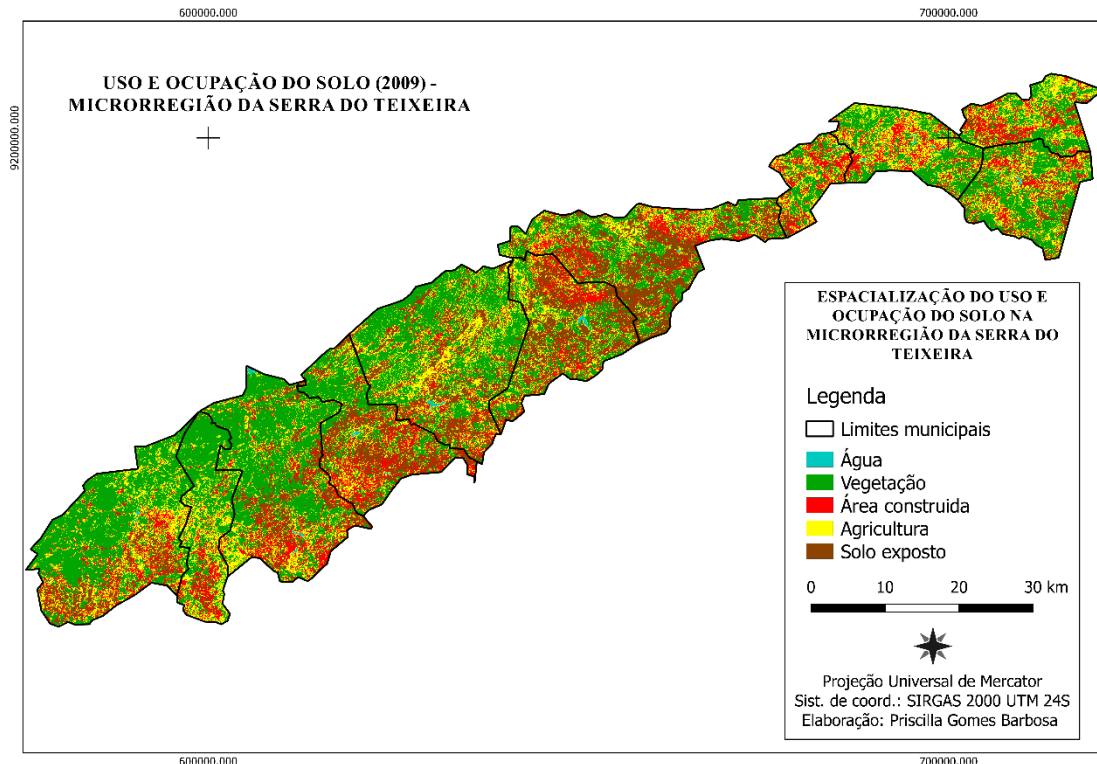 600000.000
700000.000
9200000.000
9200000.000
USO E OCUPAÇÃO DO SOLO (2009) -
MICRORREGIÃO DA SERRA DO TEIXEIRA
ESPACIALIZAÇÃO DO USO E
OCUPAÇÃO DO SOLO NA
MICRORREGIÃO DA SERRA DO
TEIXEIRA
Legenda
Limites municipais
Água
Vegetação
Área construida
Agricultura
Solo exposto
0 10 20 30 km
Projeção Universal de Mercator
Sist. de coord.: SIRGAS 2000 UTM 24S
Elaboração: Priscilla Gomes Barbosa
600000.000
700000.000